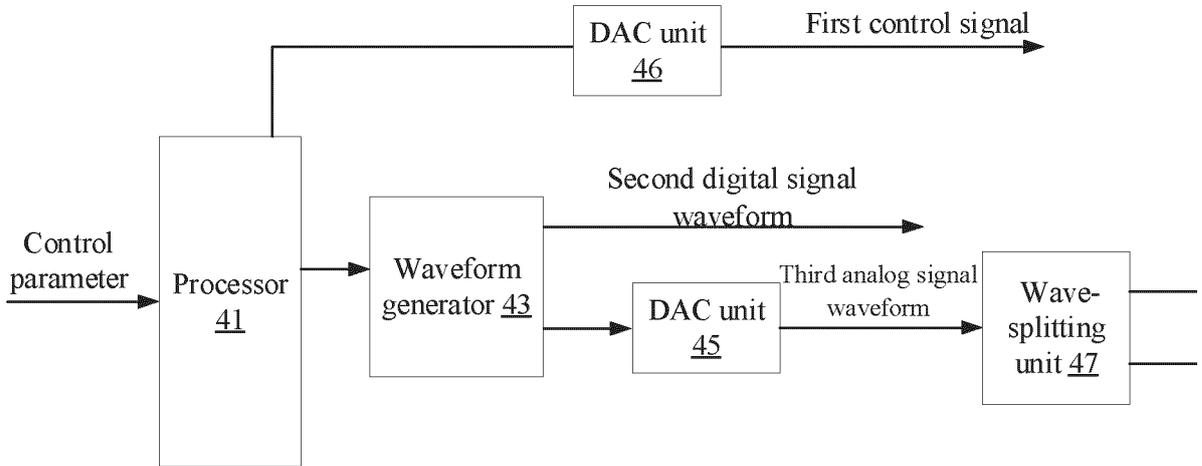 DAC unit
46
First control signal
Second digital signal
waveform
Control
parameter
Processor
41
Waveform
generator 43
DAC unit
45
Third analog signal
waveform
Wave-
splitting
unit 47